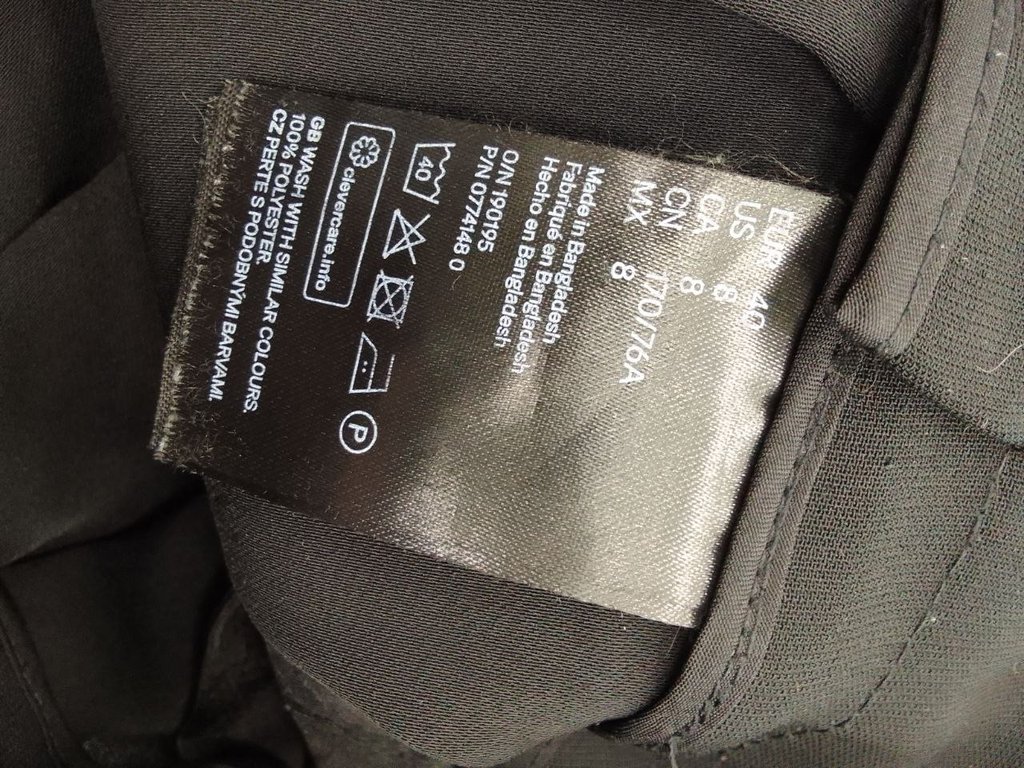 EUR 40
US 8
CA 8
CN 170/76A
MX 8
Made in Bangladesh
Fabriqué en Bangladesh
Hecho en Bangladesh
O/N 190195
P/N 0774148 0
40
P
clevercare.info
GB WASH WITH SIMILAR COLOURS.
100% POLYESTER.
CZ PERTE S PODOBNÝMI BARVAMI.